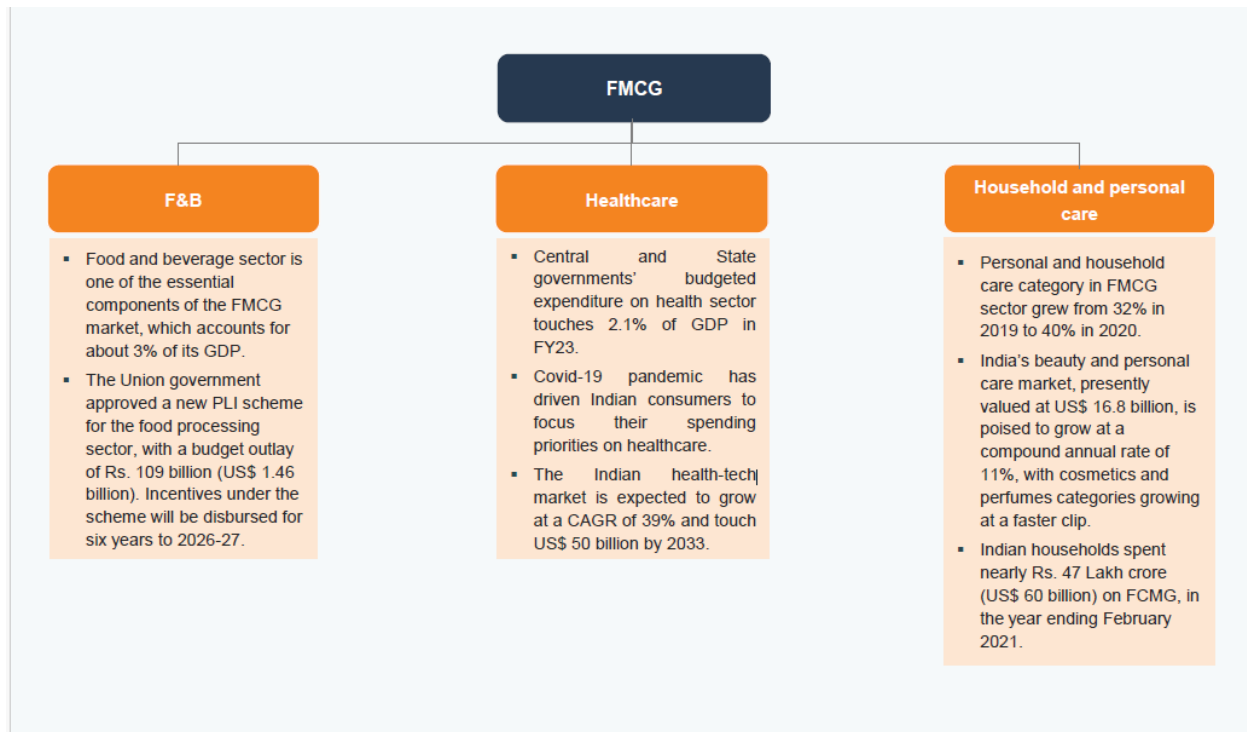 FMCG
F&B
Food and beverage sector is
one of the essential
components of the FMCG
market, which accounts for
about 3% of its GDP.
The Union government
approved a new PLI scheme
for the food processing
sector, with a budget outlay
of Rs. 109 billion (US$ 1.46
billion). Incentives under the
scheme will be disbursed for
six years to 2026-27.
Healthcare
Central and State
governments' budgeted
expenditure on health sector
touches 2.1% of GDP in
FY23.
Covid-19 pandemic has
driven Indian consumers to
focus their spending
priorities on healthcare.
The Indian health-tech
market is expected to grow
at a CAGR of 39% and touch
US$ 50 billion by 2033.
Household and personal
care
Personal and household
care category in FMCG
sector grew from 32% in
2019 to 40% in 2020.
India's beauty and personal
care market, presently
valued at US$ 16.8 billion, is
poised to grow at a
compound annual rate of
11%, with cosmetics and
perfumes categories growing
at a faster clip.
Indian households spent
nearly Rs. 47 Lakh crore
(US$ 60 billion) on FCMG, in
the year ending February
2021.